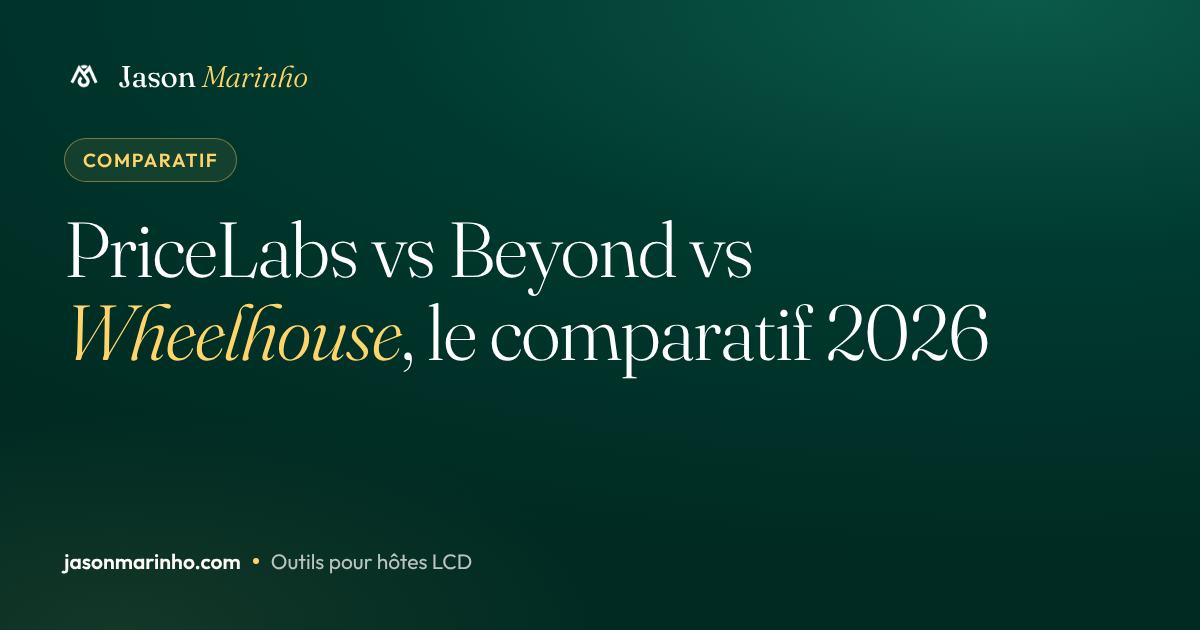 Jason Marinho
COMPARATIF
PriceLabs vs Beyond vs
Wheelhouse, le comparatif 2026
jasonmarinho.com • Outils pour hôtes LCD